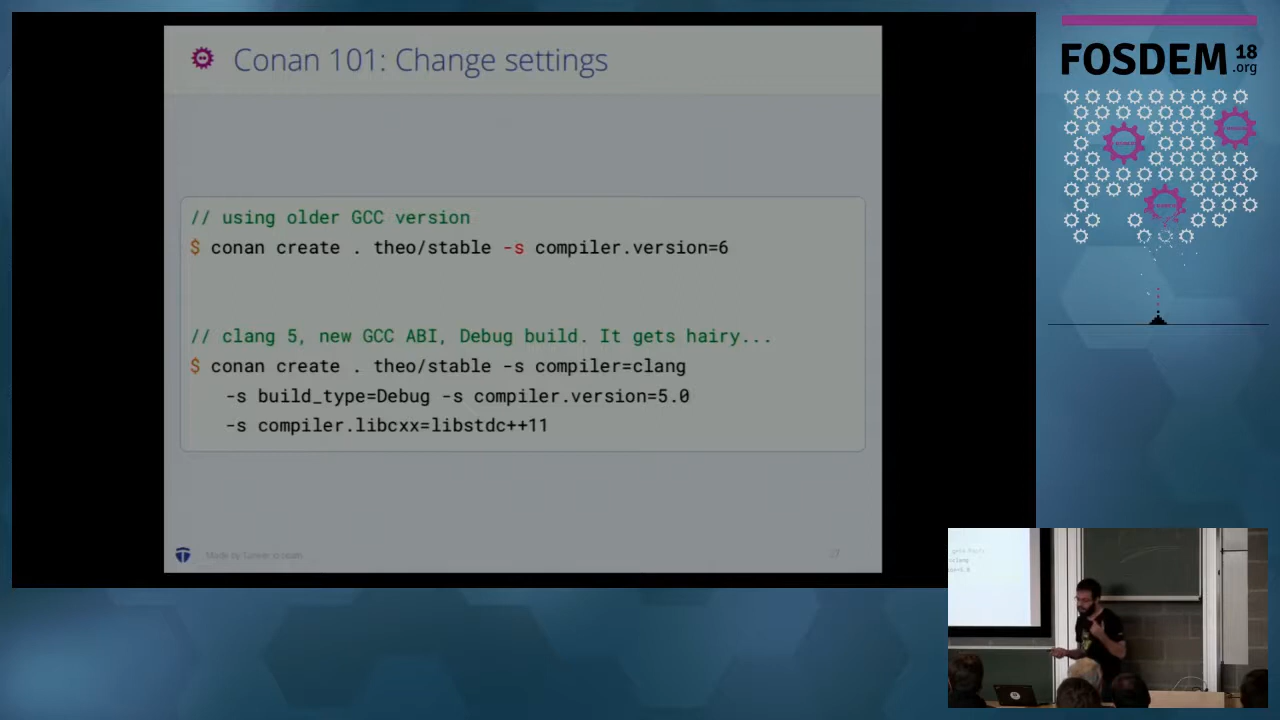 Conan 101: Change settings
// using older GCC version
$ conan create . theo/stable -s compiler.version=6
// clang 5, new GCC ABI, Debug build. It gets hairy...
$ conan create . theo/stable -s compiler=clang
-s build_type=Debug -s compiler.version=5.0
-s compiler.libcxx=libstdc++11
Made by
FOSDEM 18
.org